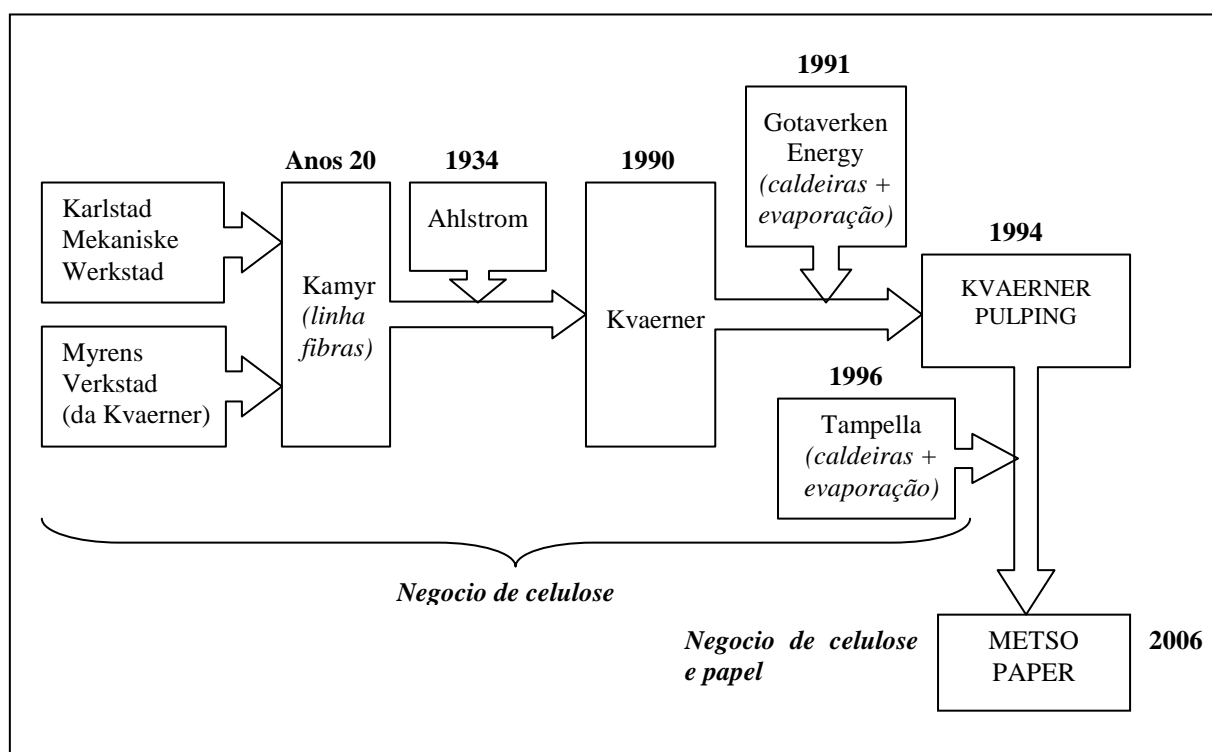 1991
Gotaverken
Energy
(caldeiras +
evaporação)
Anos 20
1934
1990
Karlstad
Mekaniske
Werkstad
Ahlstrom
1994
Kamyr
(linha
fibras)
Kvaerner
KVAERNER
PULPING
Myrens
Verkstad
(da Kvaerner)
1996
Tampella
(caldeiras +
evaporação)
Negocio de celulose
Negocio de celulose
e papel
METSO
PAPER
2006